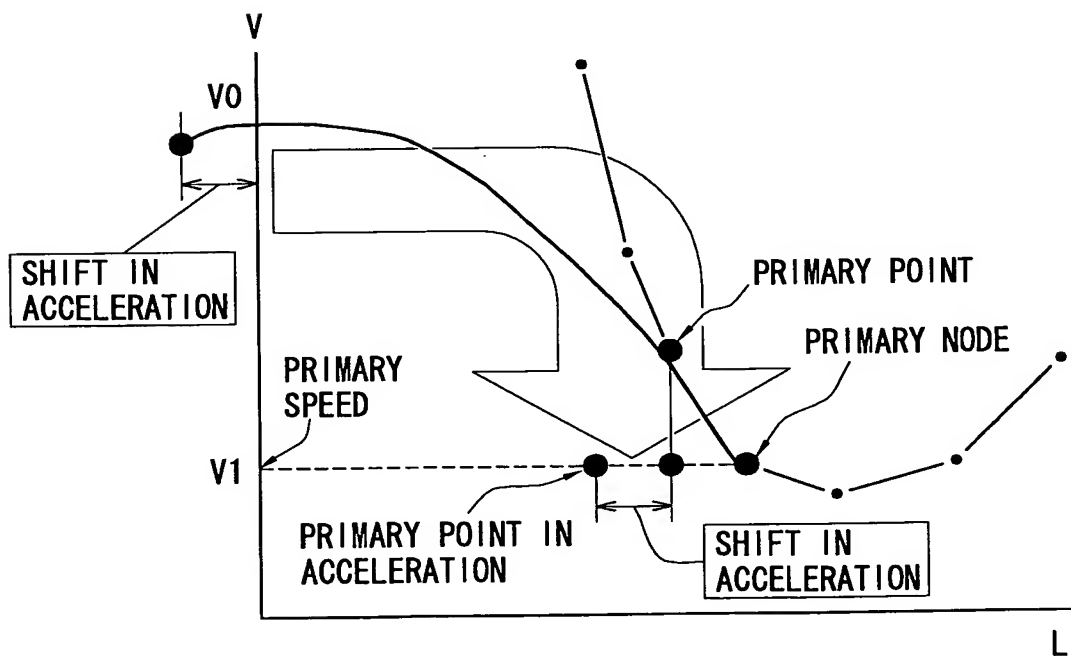 V
V0
SHIFT IN
ACCELERATION
PRIMARY POINT
PRIMARY NODE
PRIMARY
SPEED
V1
PRIMARY POINT IN
ACCELERATION
SHIFT IN
ACCELERATION
L